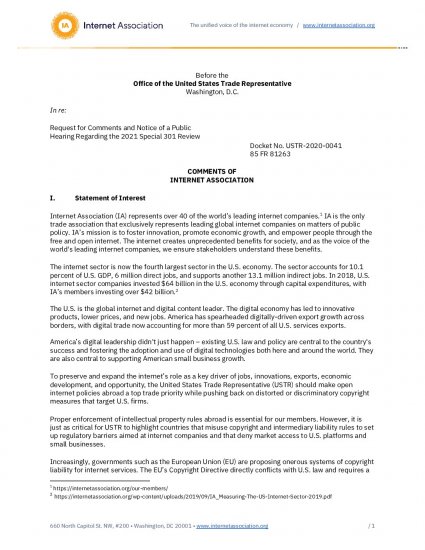 IA Internet Association
The unified voice of the internet economy / www.internetassociation.org
Before the
Office of the United States Trade Representative
Washington, D.C.
In re:
Request for Comments and Notice of a Public
Hearing Regarding the 2021 Special 301 Review
Docket No. USTR-2020-0041
85 FR 81263
COMMENTS OF
INTERNET ASSOCIATION
I. Statement of Interest
Internet Association (IA) represents over 40 of the world's leading internet companies.1 IA is the only
trade association that exclusively represents leading global internet companies on matters of public
policy. IA's mission is to foster innovation, promote economic growth, and empower people through the
free and open internet. The internet creates unprecedented benefits for society, and as the voice of the
world's leading internet companies, we ensure stakeholders understand these benefits.
The internet sector is now the fourth largest sector in the U.S. economy. The sector accounts for 10.1
percent of U.S. GDP, 6 million direct jobs, and supports another 13.1 million indirect jobs. In 2018, U.S.
internet sector companies invested $64 billion in the U.S. economy through capital expenditures, with
IA's members investing over $42 billion.2
The U.S. is the global internet and digital content leader. The digital economy has led to innovative
products, lower prices, and new jobs. America has spearheaded digitally-driven export growth across
borders, with digital trade now accounting for more than 59 percent of all U.S. services exports.
America's digital leadership didn't just happen – existing U.S. law and policy are central to the country's
success and fostering the adoption and use of digital technologies both here and around the world. They
are also central to supporting American small business growth.
To preserve and expand the internet's role as a key driver of jobs, innovations, exports, economic
development, and opportunity, the United States Trade Representative (USTR) should make open
internet policies abroad a top trade priority while pushing back on distorted or discriminatory copyright
measures that target U.S. firms.
Proper enforcement of intellectual property rules abroad is essential for our members. However, it is
just as critical for USTR to highlight countries that misuse copyright and intermediary liability rules to set
up regulatory barriers aimed at internet companies and that deny market access to U.S. platforms and
small businesses.
Increasingly, governments such as the European Union (EU) are proposing onerous systems of copyright
liability for internet services. The EU's Copyright Directive directly conflicts with U.S. law and requires a
1 https://internetassociation.org/our-members/
2 https://internetassociation.org/wp-content/uploads/2019/09/IA_Measuring-The-US-Internet-Sector-2019.pdf
660 North Capitol St. NW, #200 • Washington, DC 20001 • www.internetassociation.org
/ 1